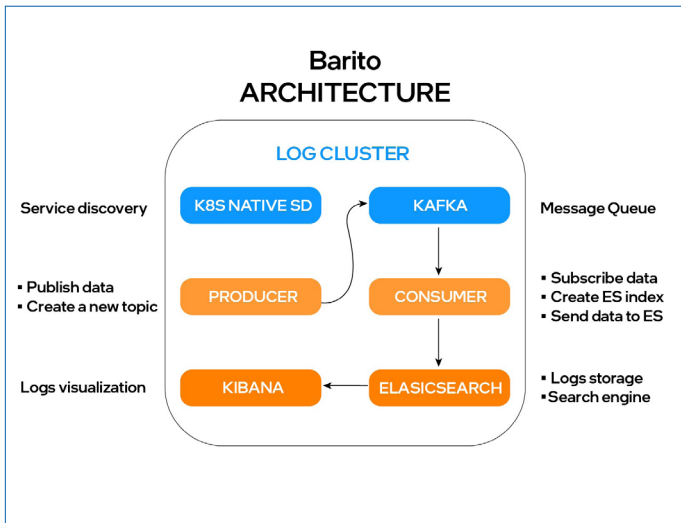 Barito
ARCHITECTURE
LOG CLUSTER
Service discovery
K8S NATIVE SD
KAFKA
Message Queue
▪ Publish data
▪ Create a new topic
PRODUCER
CONSUMER
▪ Subscribe data
▪ Create ES index
▪ Send data to ES
Logs visualization
KIBANA
ELASICSEARCH
▪ Logs storage
▪Search engine